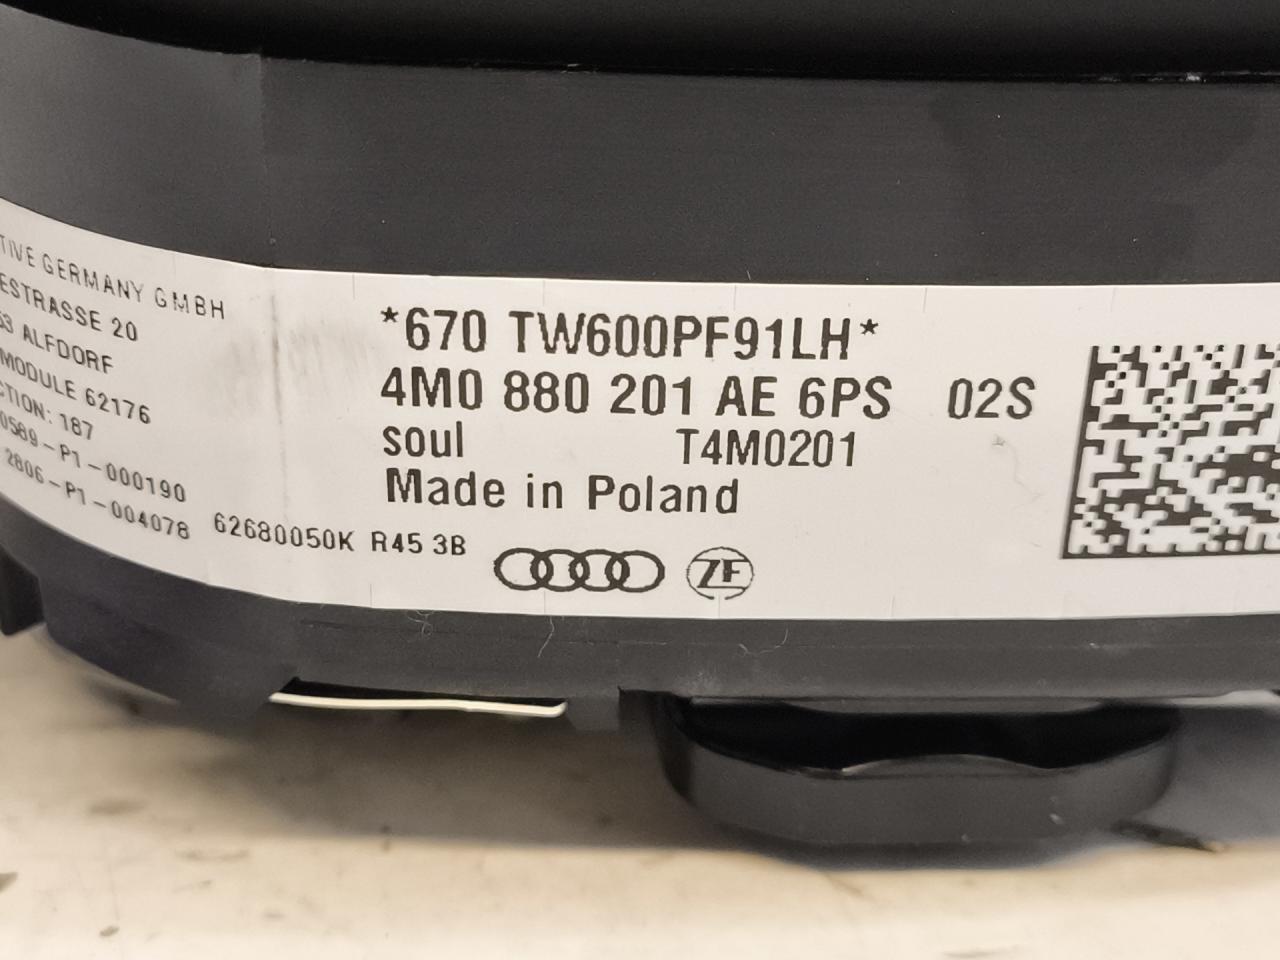 TIVE GERMANY GMBH
ESTRASSE 20
53 ALFDORF
MODULE 62176
CTION: 187
0589-P1-000190
2806-P1-004078
62680050K R45 3B
*670 TW600PF91LH*
4M0 880 201 AE 6PS 02S
soul T4M0201
Made in Poland
ZF